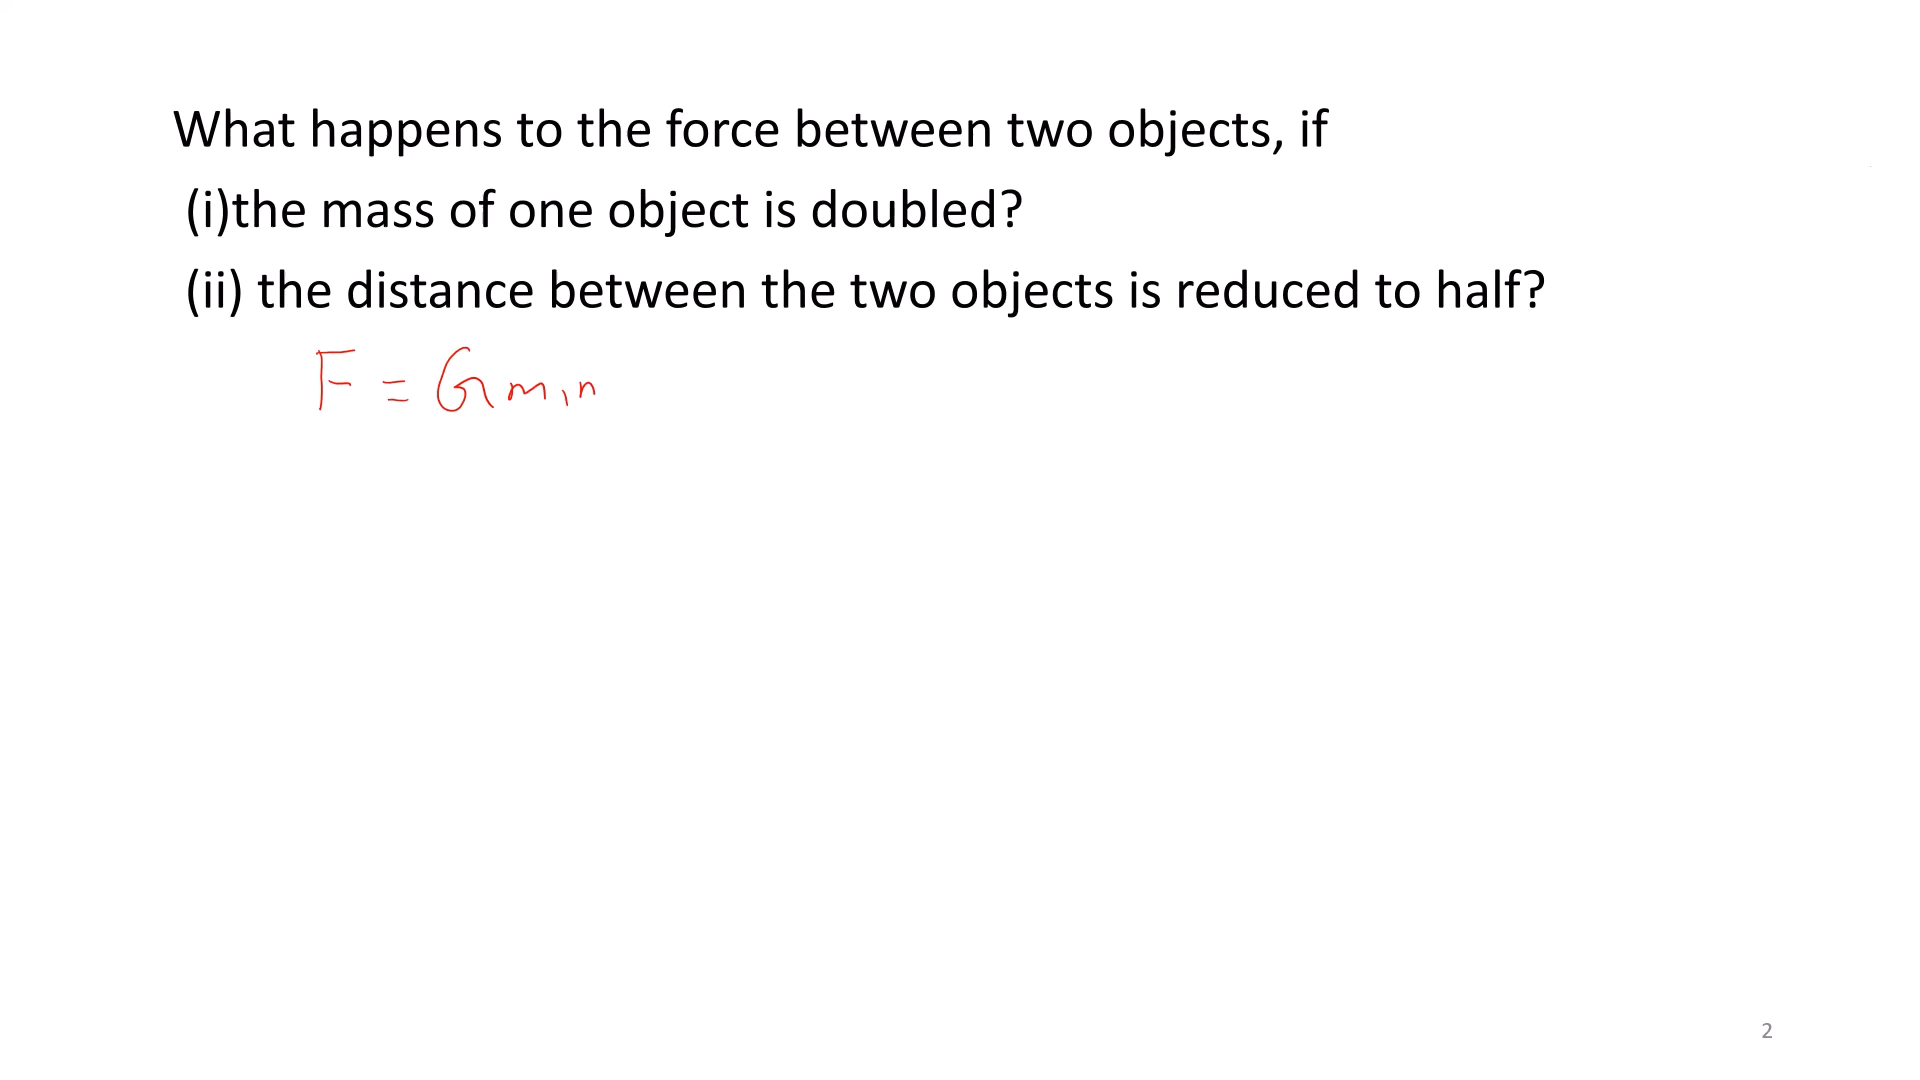 What happens to the force between two objects, if
(i)the mass of one object is doubled?
(ii) the distance between the two objects is reduced to half?
F = Gm₁n
2